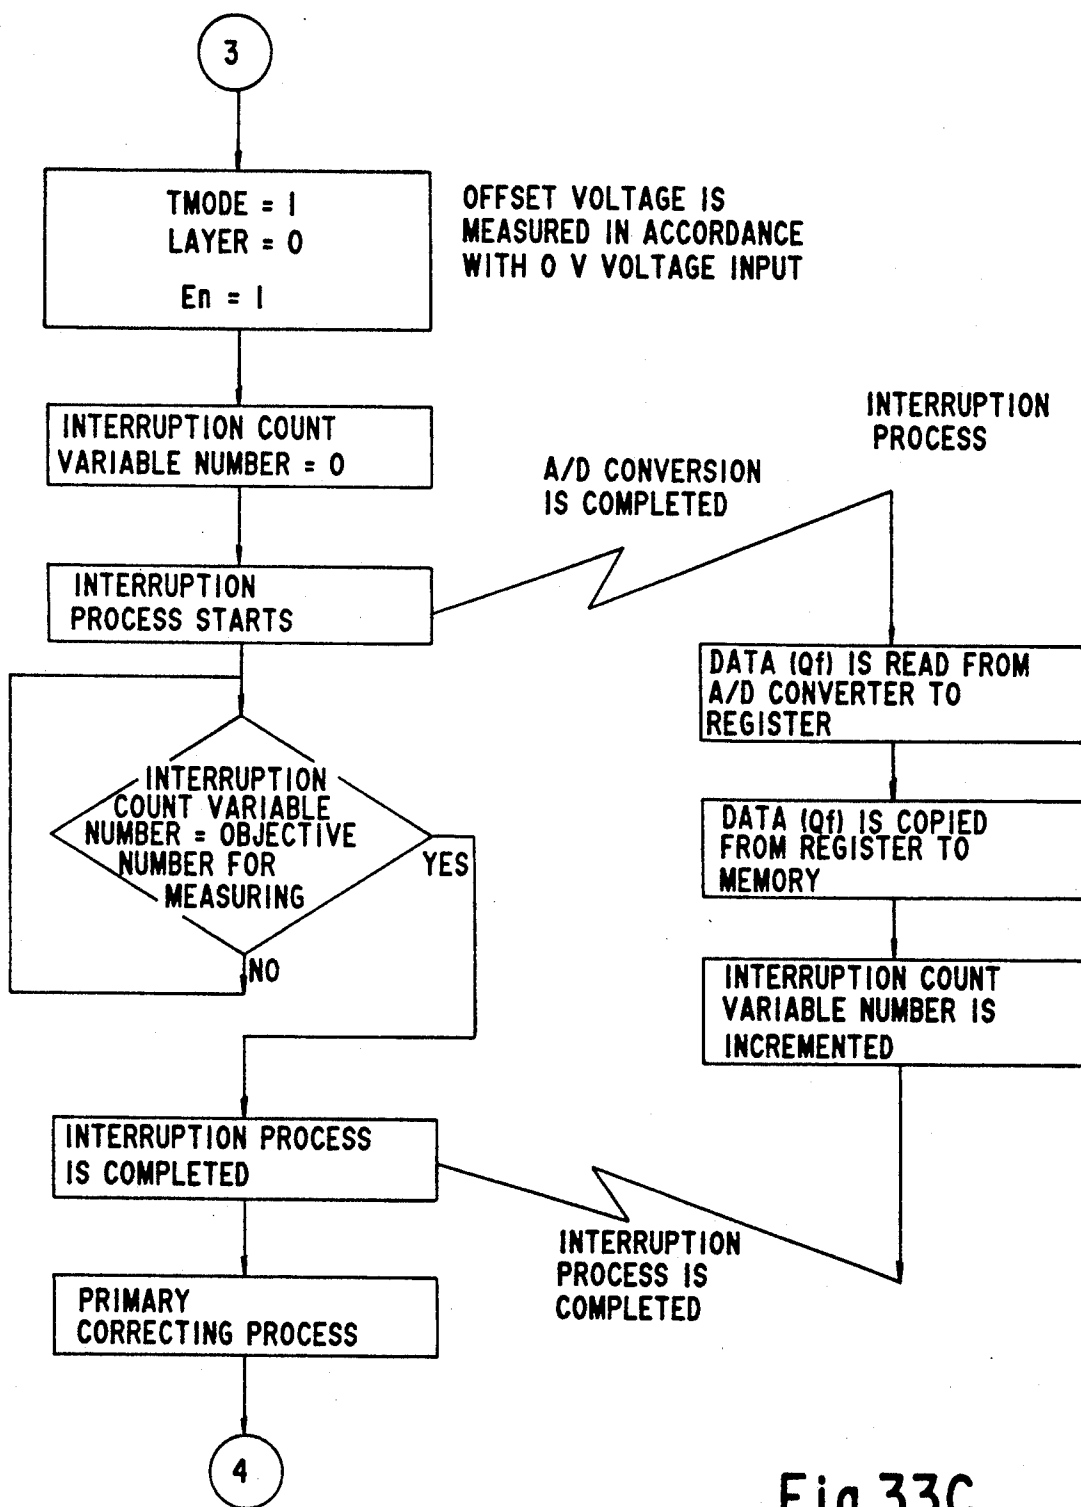 3
TMODE = 1
LAYER = 0
En = 1
OFFSET VOLTAGE IS
MEASURED IN ACCORDANCE
WITH 0 V VOLTAGE INPUT
INTERRUPTION COUNT
VARIABLE NUMBER = 0
INTERRUPTION
PROCESS
A/D CONVERSION
IS COMPLETED
INTERRUPTION
PROCESS STARTS
DATA (Qf) IS READ FROM
A/D CONVERTER TO
REGISTER
INTERRUPTION
COUNT VARIABLE
NUMBER = OBJECTIVE
NUMBER FOR
MEASURING
YES
NO
DATA (Qf) IS COPIED
FROM REGISTER TO
MEMORY
INTERRUPTION COUNT
VARIABLE NUMBER IS
INCREMENTED
INTERRUPTION PROCESS
IS COMPLETED
INTERRUPTION
PROCESS IS
COMPLETED
PRIMARY
CORRECTING PROCESS
4
Fig.33C